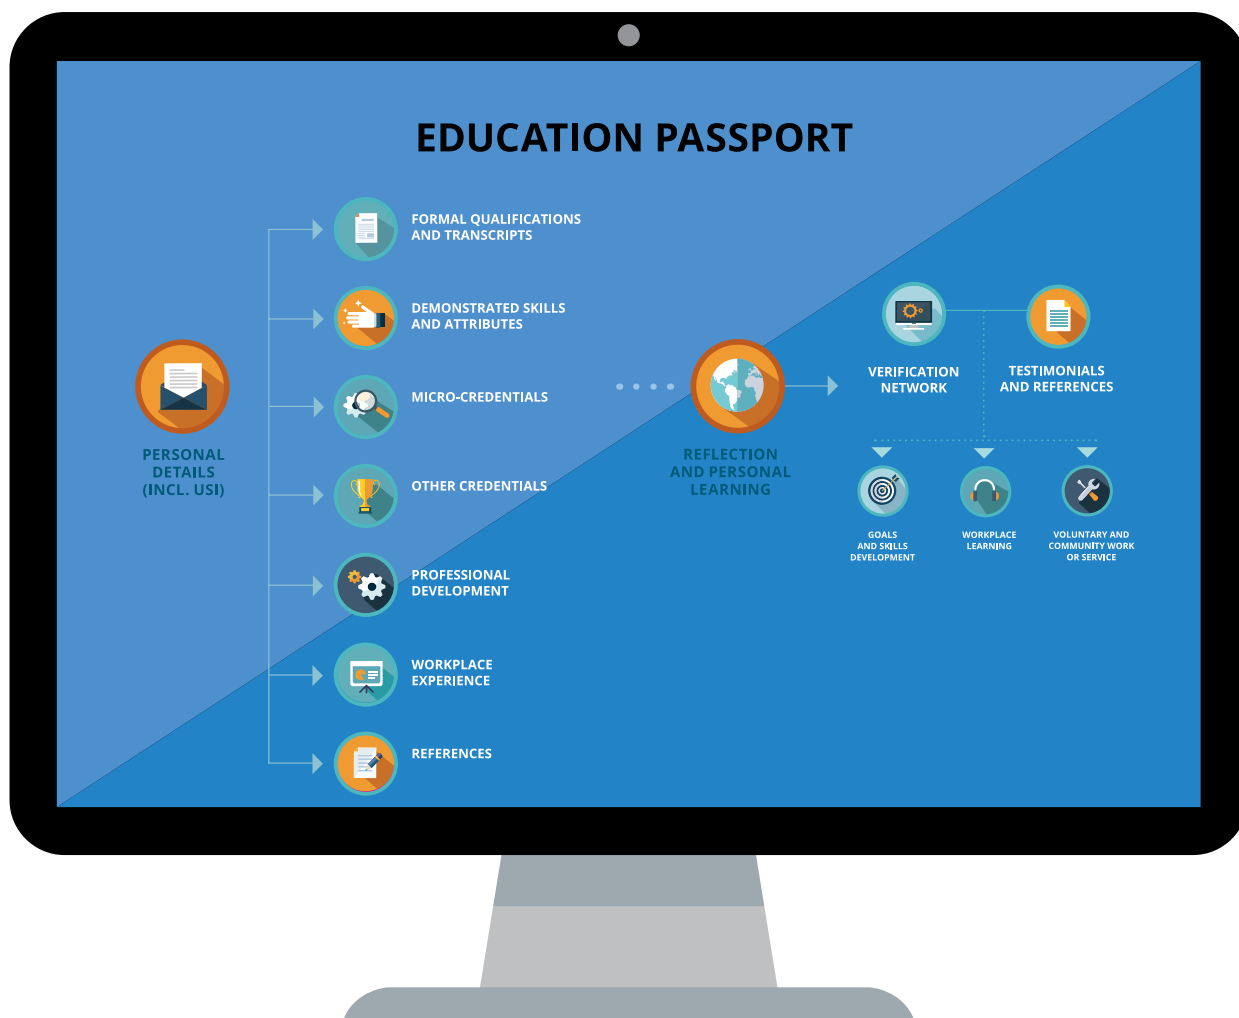 EDUCATION PASSPORT
PERSONAL
DETAILS
(INCL. USI)
FORMAL QUALIFICATIONS
AND TRANSCRIPTS
DEMONSTRATED SKILLS
AND ATTRIBUTES
MICRO-CREDENTIALS
OTHER CREDENTIALS
PROFESSIONAL
DEVELOPMENT
WORKPLACE
EXPERIENCE
REFERENCES
REFLECTION
AND PERSONAL
LEARNING
VERIFICATION
NETWORK
TESTIMONIALS
AND REFERENCES
GOALS
AND SKILLS
DEVELOPMENT
WORKPLACE
LEARNING
VOLUNTARY AND
COMMUNITY WORK
OR SERVICE